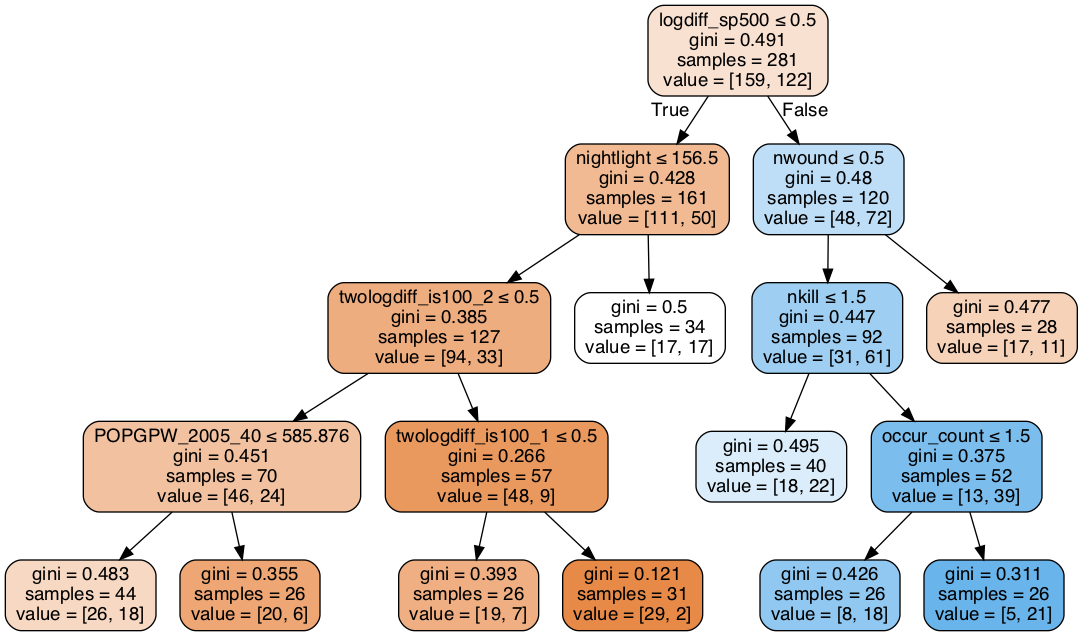 logdiff_sp500 ≤ 0.5
gini = 0.491
samples = 281
value = [159, 122]
True
False
nightlight ≤ 156.5
gini = 0.428
samples = 161
value = [111, 50]
nwound ≤ 0.5
gini = 0.48
samples = 120
value = [48, 72]
twologdiff_is100_2 ≤ 0.5
gini = 0.385
samples = 127
value = [94, 33]
gini = 0.5
samples = 34
value = [17, 17]
nkill ≤ 1.5
gini = 0.447
samples = 92
value = [31, 61]
gini = 0.477
samples = 28
value = [17, 11]
POPGPW_2005_40 ≤ 585.876
gini = 0.451
samples = 70
value = [46, 24]
twologdiff_is100_1 ≤ 0.5
gini = 0.266
samples = 57
value = [48, 9]
gini = 0.495
samples = 40
value = [18, 22]
occur_count ≤ 1.5
gini = 0.375
samples = 52
value = [13, 39]
gini = 0.483
samples = 44
value = [26, 18]
gini = 0.355
samples = 26
value = [20, 6]
gini = 0.393
samples = 26
value = [19, 7]
gini = 0.121
samples = 31
value = [29, 2]
gini = 0.426
samples = 26
value = [8, 18]
gini = 0.311
samples = 26
value = [5, 21]